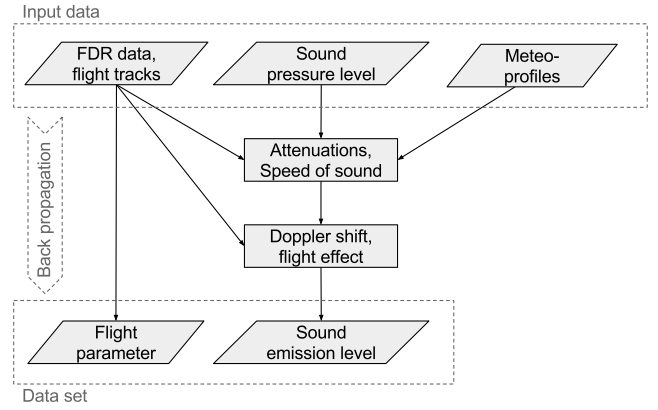 Input data
FDR data,
flight tracks
Sound
pressure level
Meteo-
profiles
Attenuations,
Speed of sound
Back propagation
Doppler shift,
flight effect
Flight
parameter
Sound
emission level
Data set